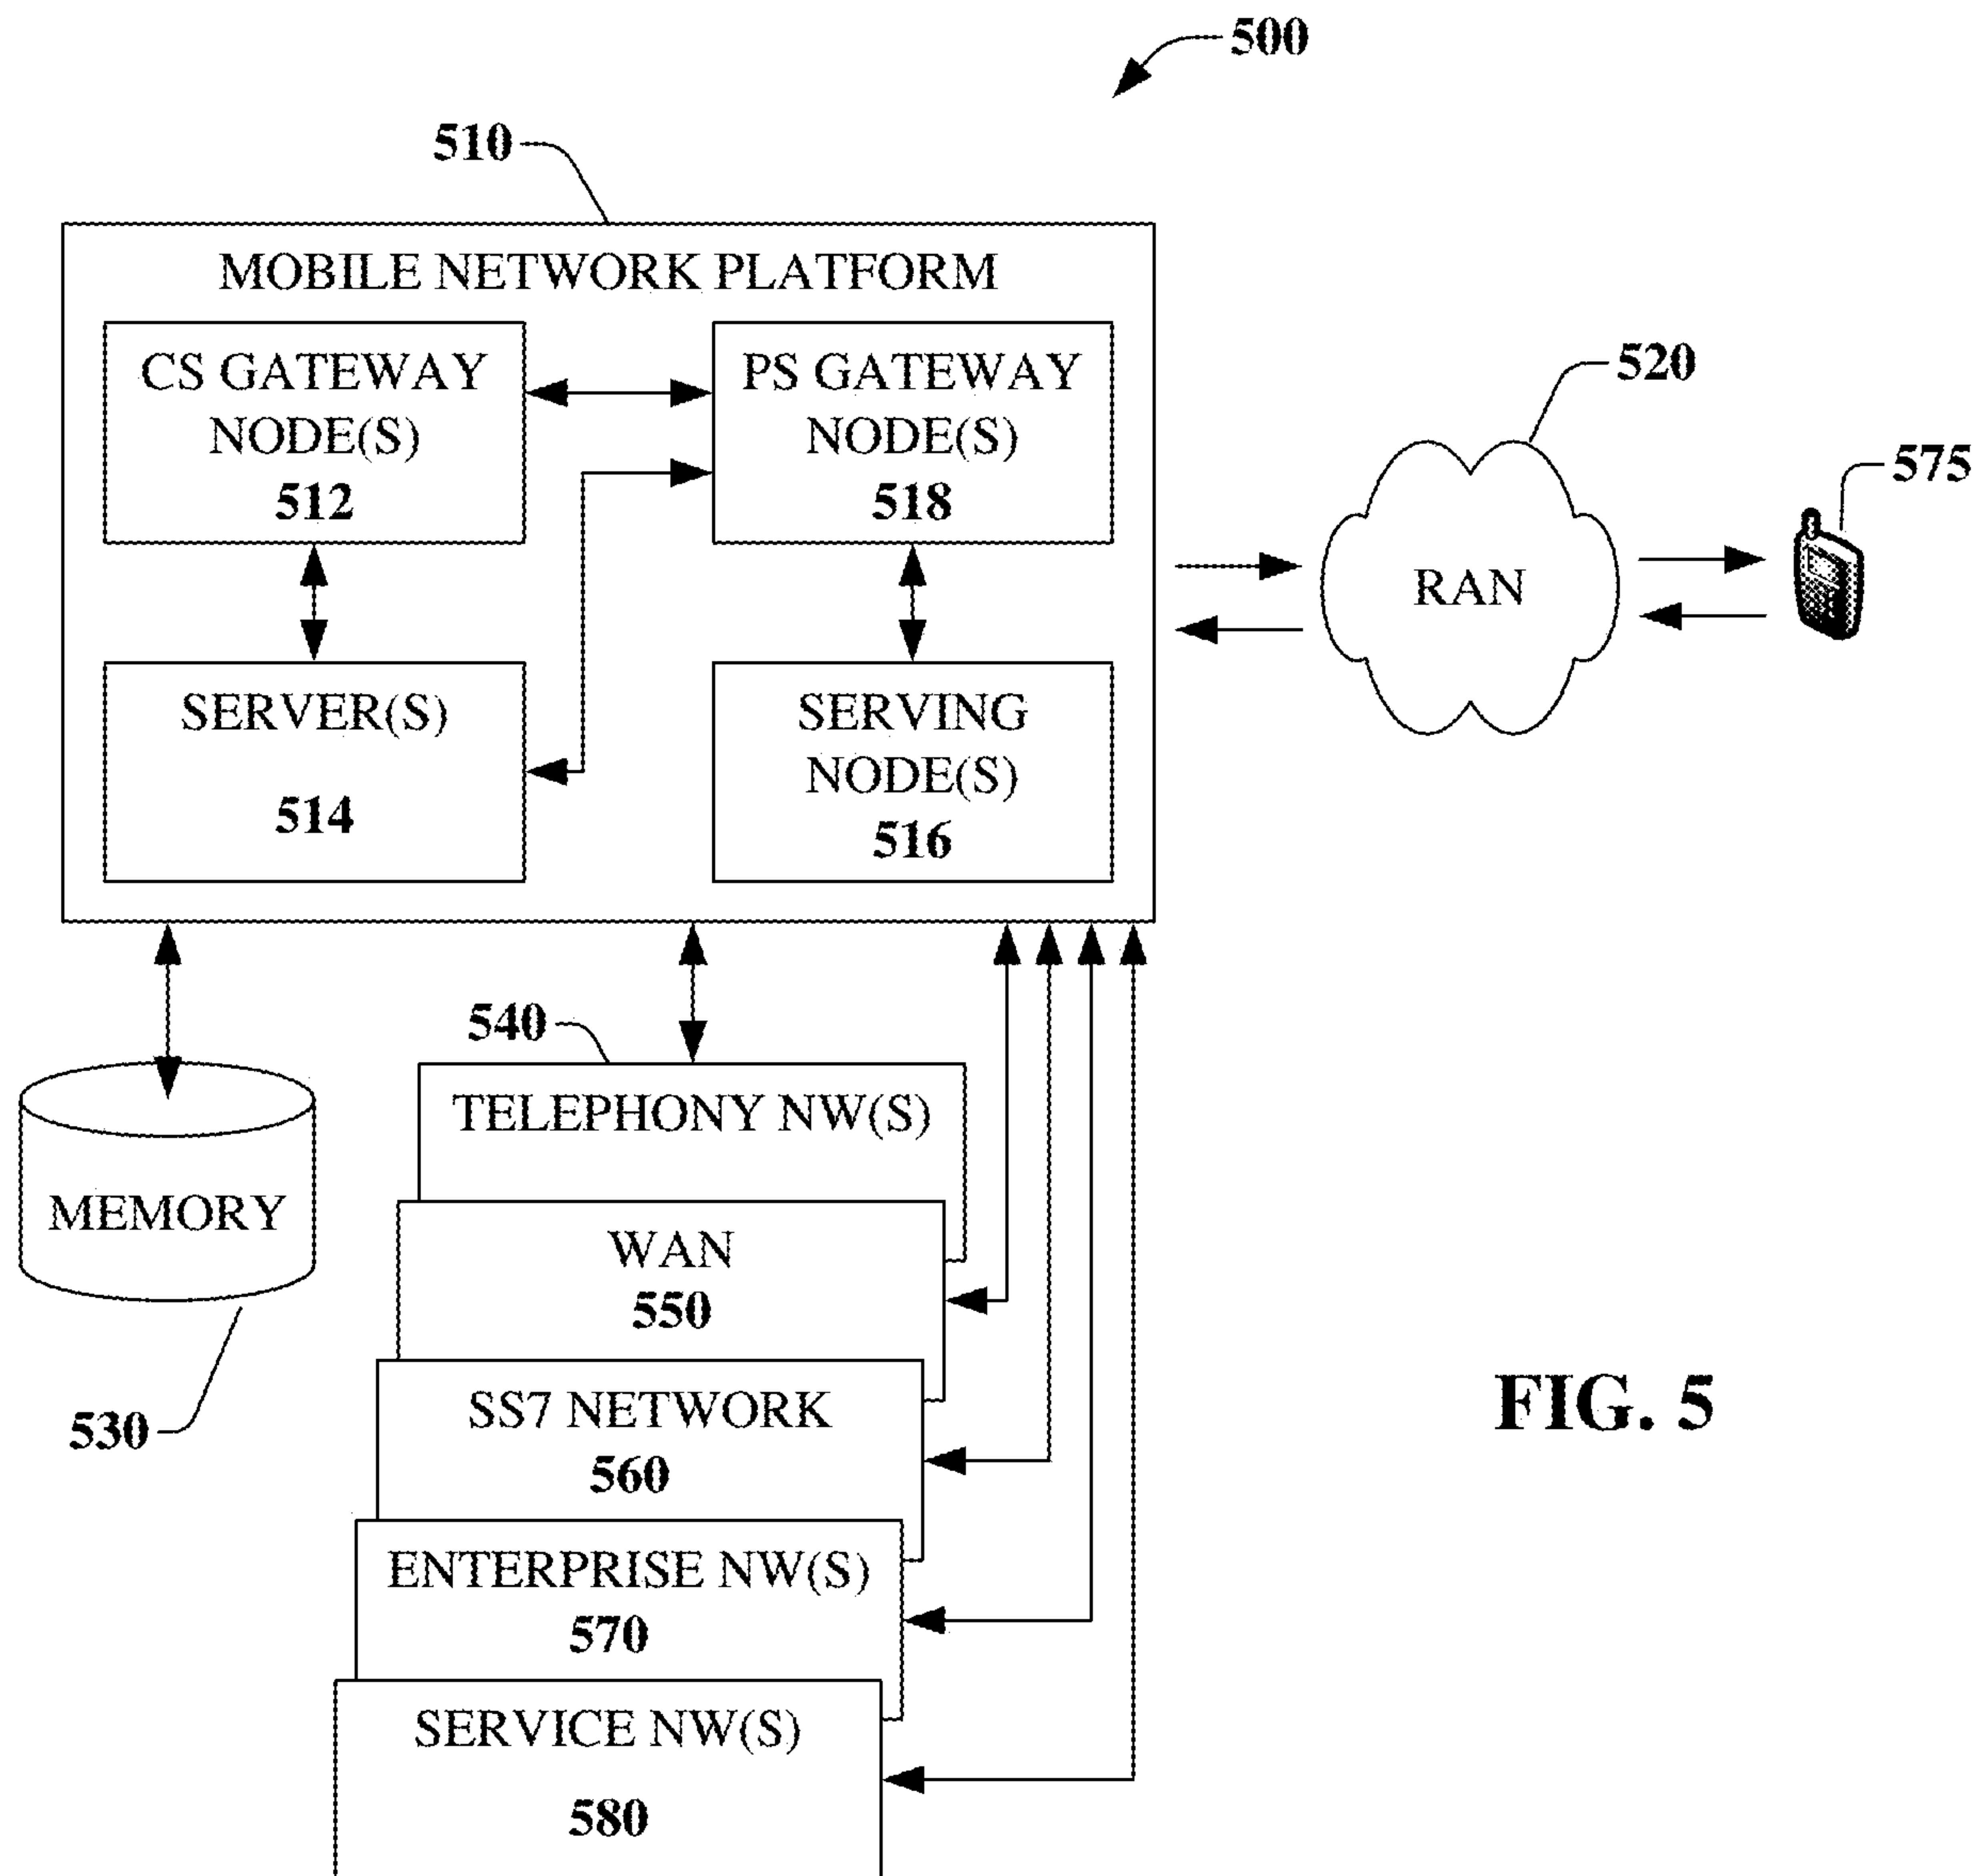 500
510
MOBILE NETWORK PLATFORM
CS GATEWAY
NODE(S)
512
PS GATEWAY
NODE(S)
518
SERVER(S)
514
SERVING
NODE(S)
516
520
RAN
575
540
TELEPHONY NW(S)
MEMORY
530
WAN
550
SS7 NETWORK
560
ENTERPRISE NW(S)
570
SERVICE NW(S)
580
FIG. 5